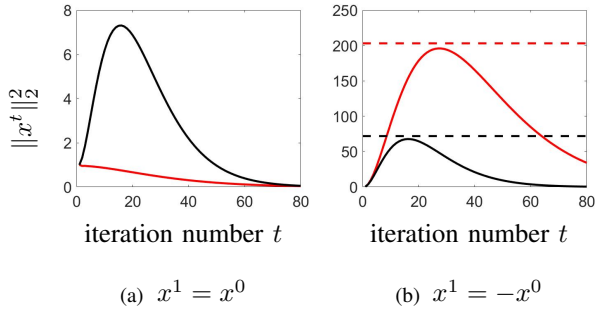 8
6
4
2
0
0 20 40 60 80
‖x^t‖_2^2
iteration number t
(a) x^1 = x^0
250
200
150
100
50
0
0 20 40 60 80
iteration number t
(b) x^1 = −x^0